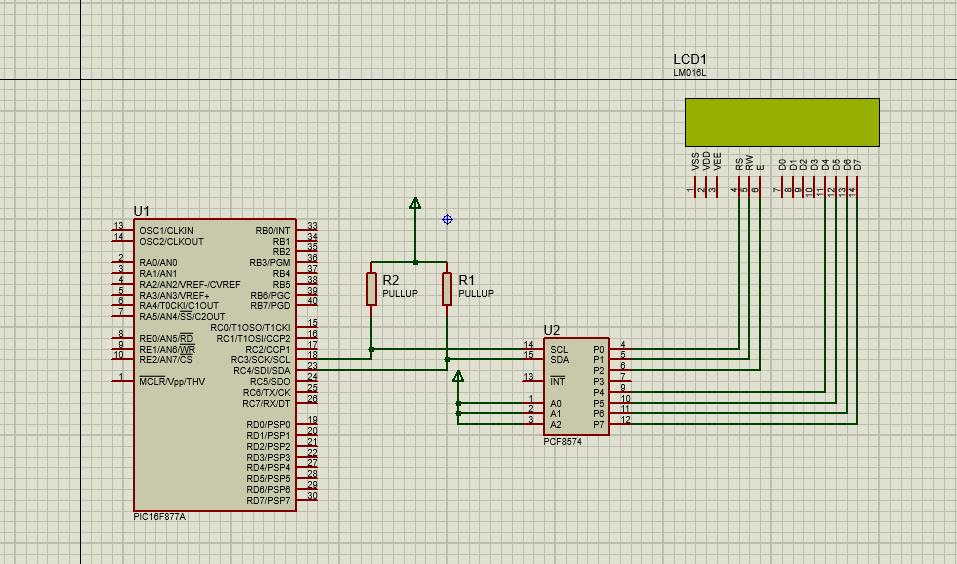 LCD1
LM016L
VSS
VDD
VEE
RS
RW
E
D0
D1
D2
D3
D4
D5
D6
D7
1
2
3
4
5
6
7
8
9
10
11
12
13
14
U1
13 OSC1/CLKIN RB0/INT 33
14 OSC2/CLKOUT RB1 34
RB2 35
2 RA0/AN0 RB3/PGM 36
3 RA1/AN1 RB4 37
4 RA2/AN2/VREF-/CVREF RB5 38
5 RA3/AN3/VREF+ RB6/PGC 39
6 RA4/T0CKI/C1OUT RB7/PGD 40
7 RA5/AN4/SS/C2OUT
RC0/T1OSO/T1CKI 15
8 RE0/AN5/RD RC1/T1OSI/CCP2 16
9 RE1/AN6/WR RC2/CCP1 17
10 RE2/AN7/CS RC3/SCK/SCL 18
RC4/SDI/SDA 23
1 MCLR/Vpp/THV RC5/SDO 24
RC6/TX/CK 25
RC7/RX/DT 26
RD0/PSP0 19
RD1/PSP1 20
RD2/PSP2 21
RD3/PSP3 22
RD4/PSP4 27
RD5/PSP5 28
RD6/PSP6 29
RD7/PSP7 30
PIC16F877A
R2
PULLUP
R1
PULLUP
U2
14 SCL P0 4
15 SDA P1 5
P2 6
13 INT P3 7
P4 9
1 A0 P5 10
2 A1 P6 11
3 A2 P7 12
PCF8574